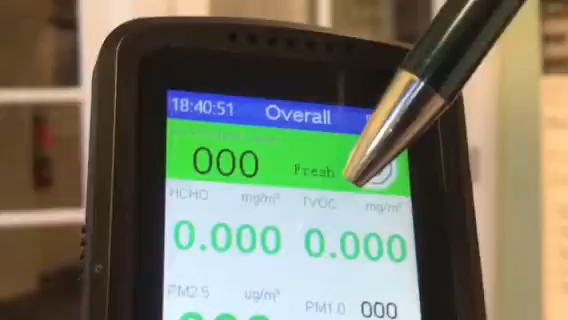 18:40:51 Overall
000 Fresh
HCHO mg/m³ TVOC mg/m³
0.000 0.000
PM2.5 ug/m³
PM1.0 000